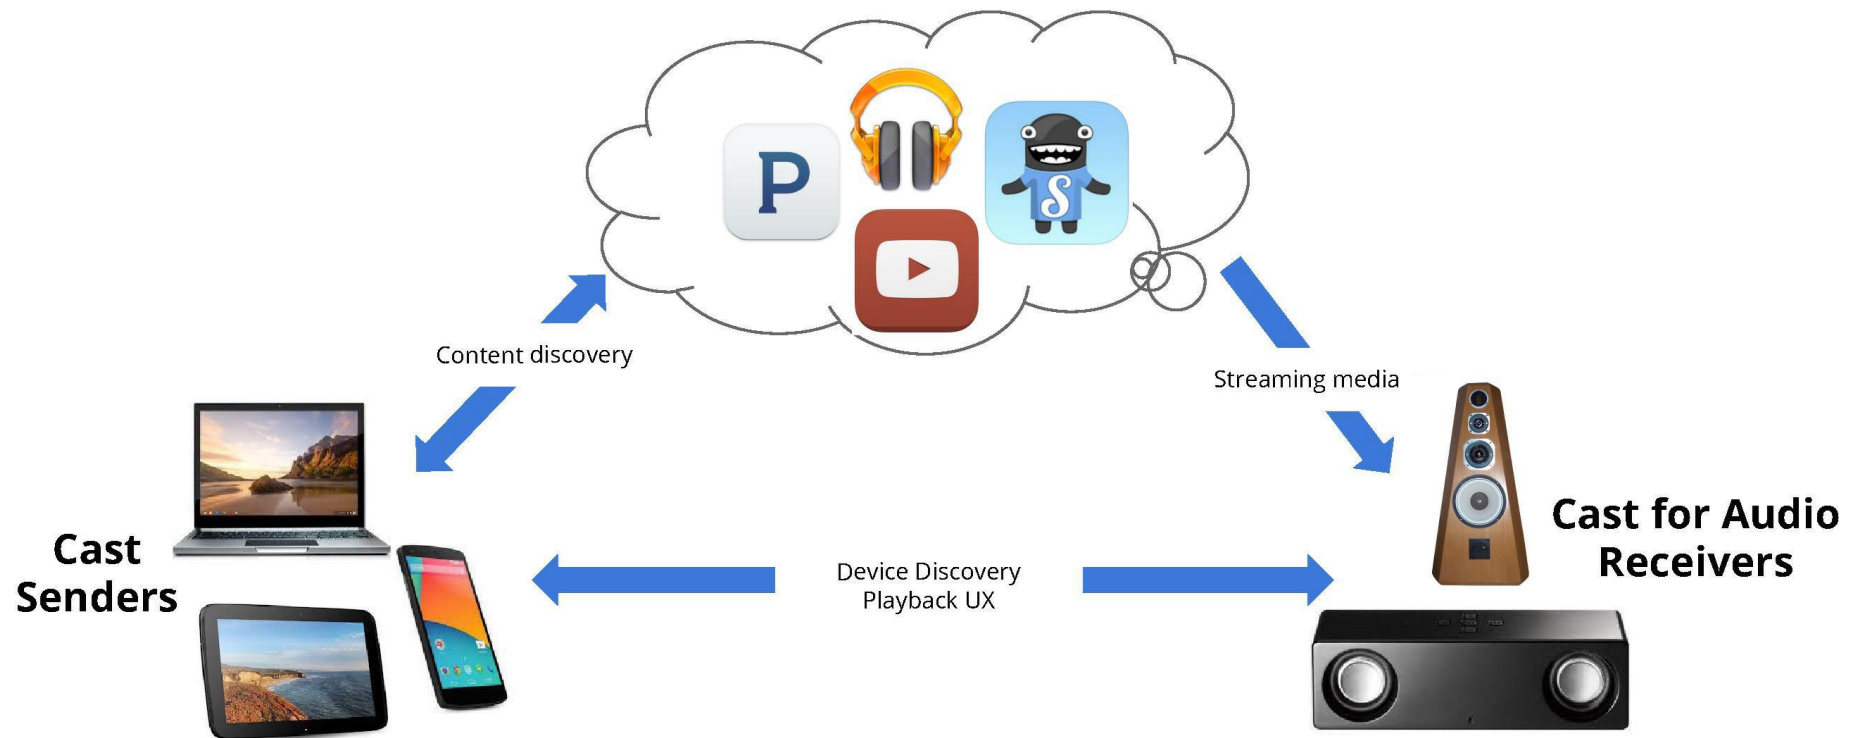 P
S
Content discovery
Streaming media
Cast
Senders
Device Discovery
Playback UX
Cast for Audio
Receivers